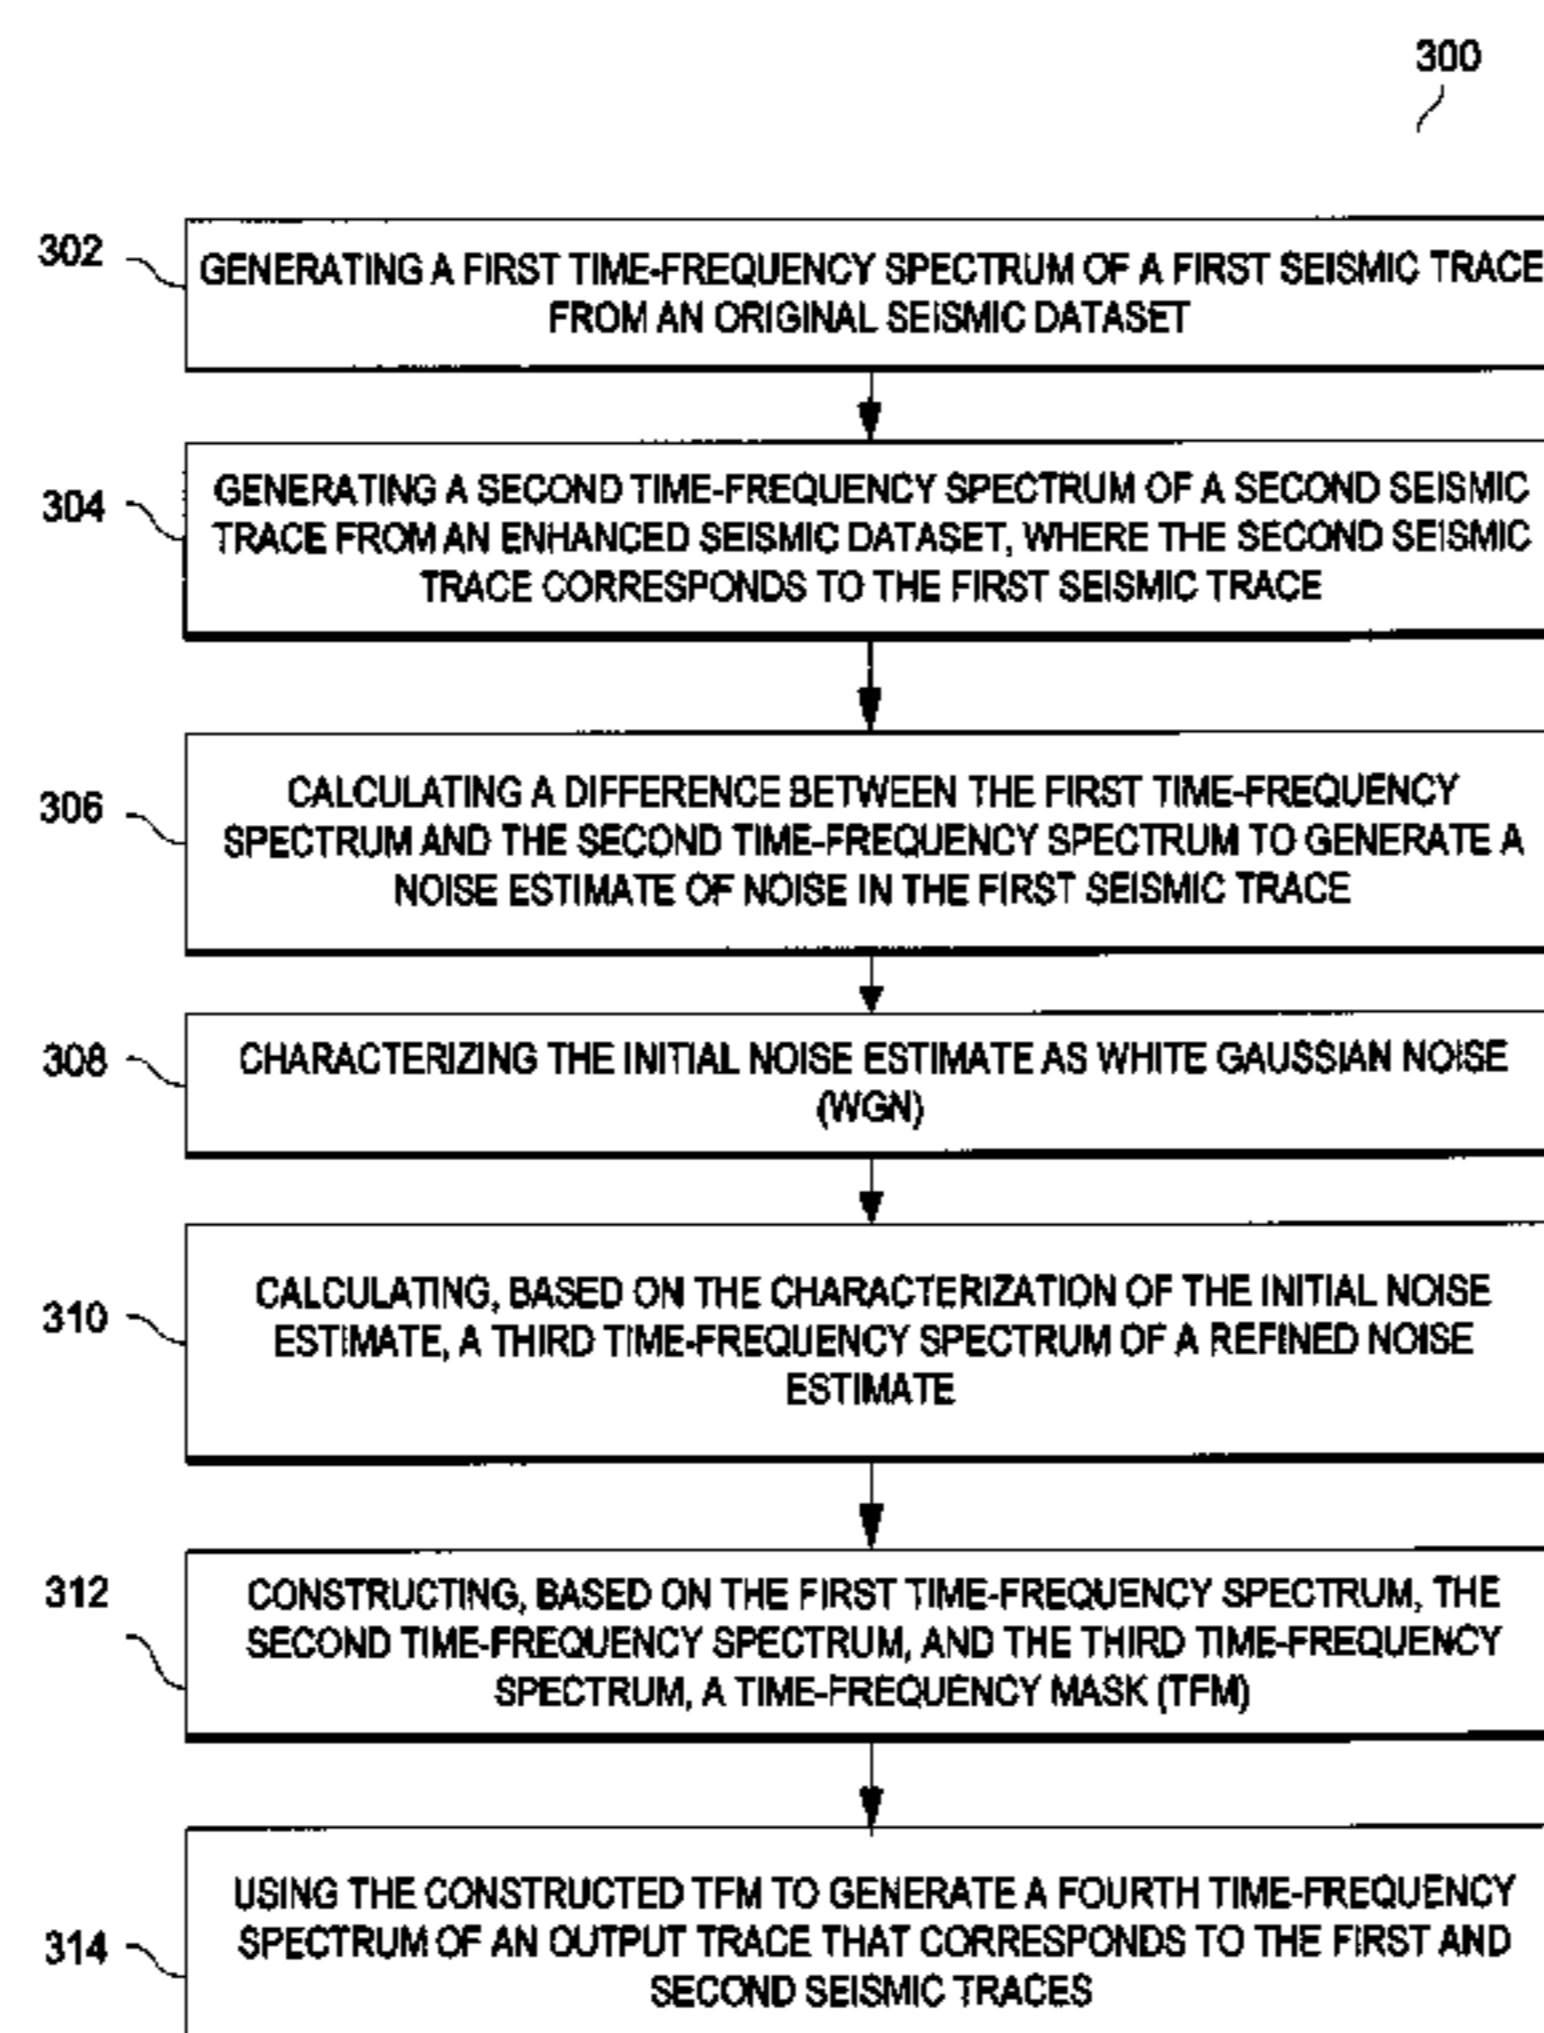 300
302
GENERATING A FIRST TIME-FREQUENCY SPECTRUM OF A FIRST SEISMIC TRACE
FROM AN ORIGINAL SEISMIC DATASET
304
GENERATING A SECOND TIME-FREQUENCY SPECTRUM OF A SECOND SEISMIC
TRACE FROM AN ENHANCED SEISMIC DATASET, WHERE THE SECOND SEISMIC
TRACE CORRESPONDS TO THE FIRST SEISMIC TRACE
306
CALCULATING A DIFFERENCE BETWEEN THE FIRST TIME-FREQUENCY
SPECTRUM AND THE SECOND TIME-FREQUENCY SPECTRUM TO GENERATE A
NOISE ESTIMATE OF NOISE IN THE FIRST SEISMIC TRACE
308
CHARACTERIZING THE INITIAL NOISE ESTIMATE AS WHITE GAUSSIAN NOISE
(WGN)
310
CALCULATING, BASED ON THE CHARACTERIZATION OF THE INITIAL NOISE
ESTIMATE, A THIRD TIME-FREQUENCY SPECTRUM OF A REFINED NOISE
ESTIMATE
312
CONSTRUCTING, BASED ON THE FIRST TIME-FREQUENCY SPECTRUM, THE
SECOND TIME-FREQUENCY SPECTRUM, AND THE THIRD TIME-FREQUENCY
SPECTRUM, A TIME-FREQUENCY MASK (TFM)
314
USING THE CONSTRUCTED TFM TO GENERATE A FOURTH TIME-FREQUENCY
SPECTRUM OF AN OUTPUT TRACE THAT CORRESPONDS TO THE FIRST AND
SECOND SEISMIC TRACES